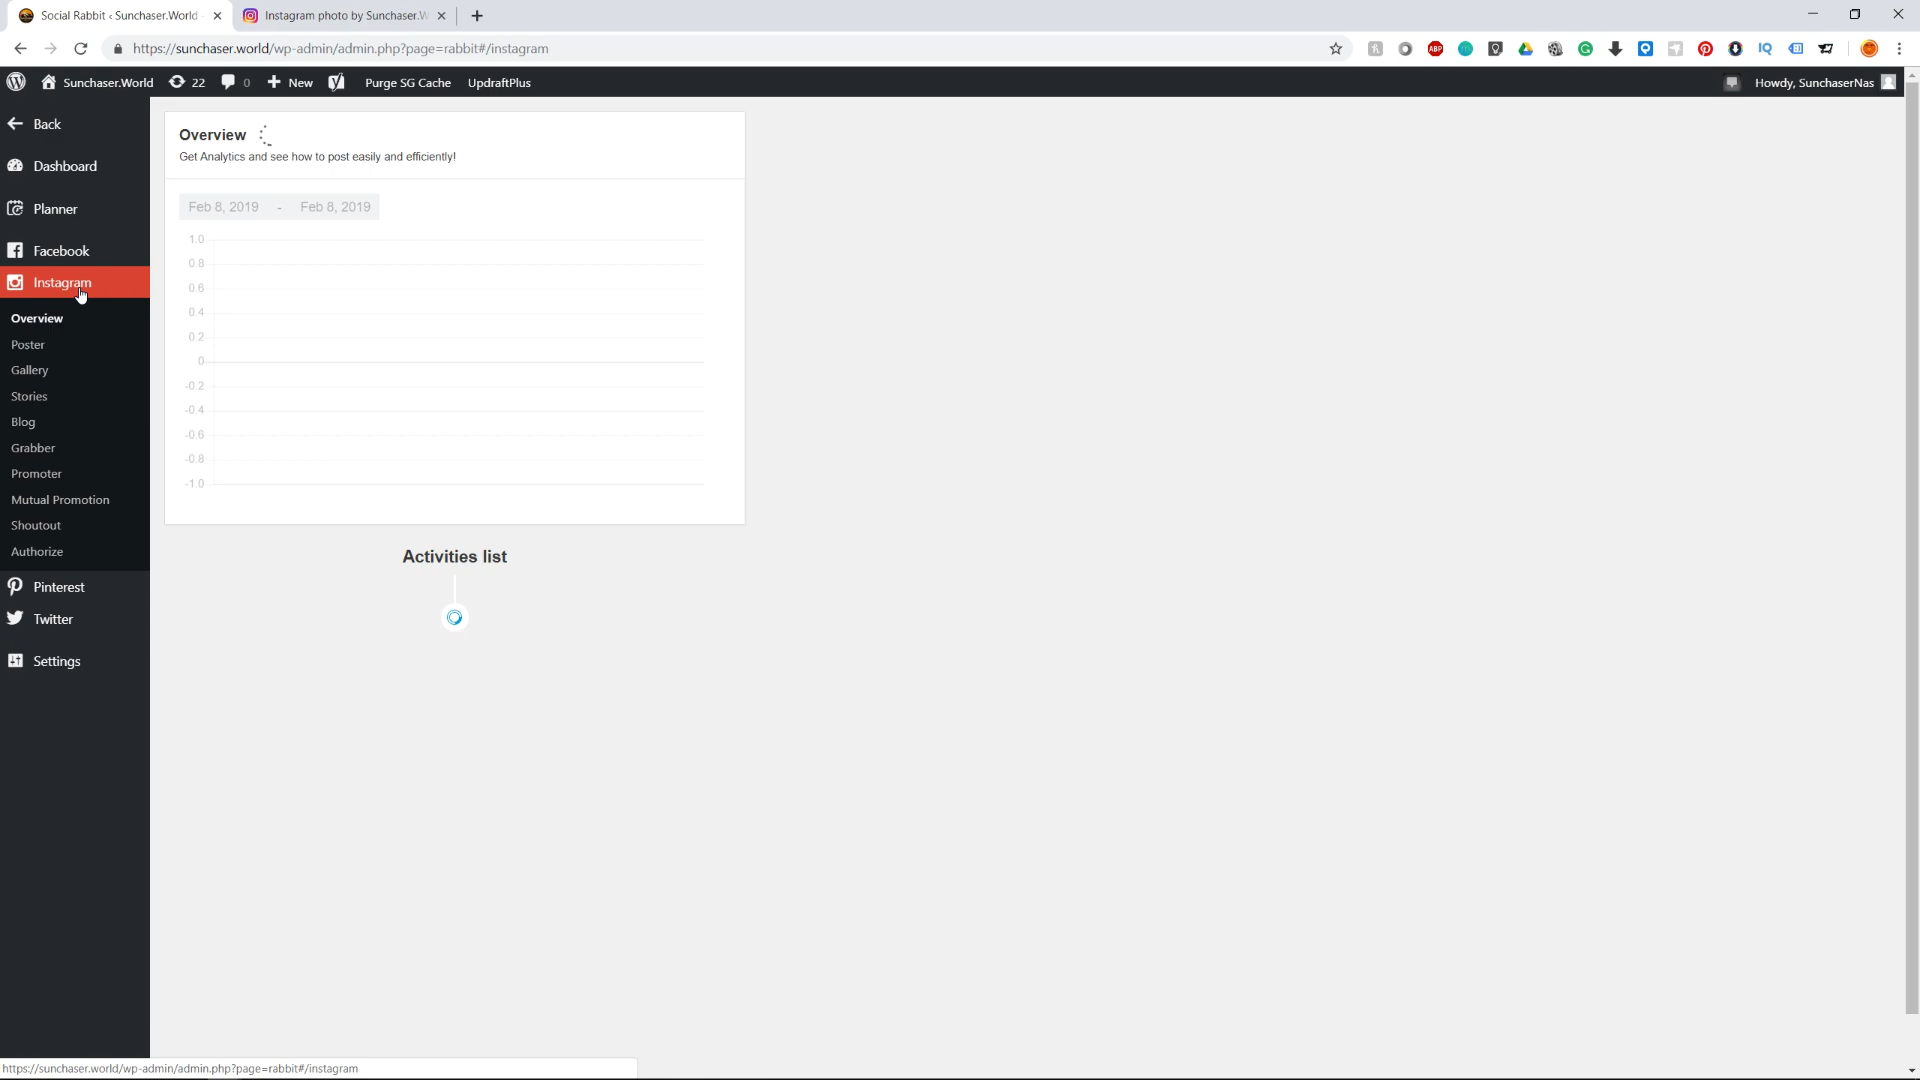 Social Rabbit ‹ Sunchaser.World
Instagram photo by Sunchaser.W
https://sunchaser.world/wp-admin/admin.php?page=rabbit#/instagram
ABP
IQ
Sunchaser.World 22 0 New Purge SG Cache UpdraftPlus Howdy, SunchaserNas
Back
Dashboard
Planner
Facebook
Instagram
Overview
Poster
Gallery
Stories
Blog
Grabber
Promoter
Mutual Promotion
Shoutout
Authorize
Pinterest
Twitter
Settings
Overview
Get Analytics and see how to post easily and efficiently!
Feb 8, 2019 - Feb 8, 2019
1.0
0.8
0.6
0.4
0.2
0
-0.2
-0.4
-0.6
-0.8
-1.0
Activities list
https://sunchaser.world/wp-admin/admin.php?page=rabbit#/instagram